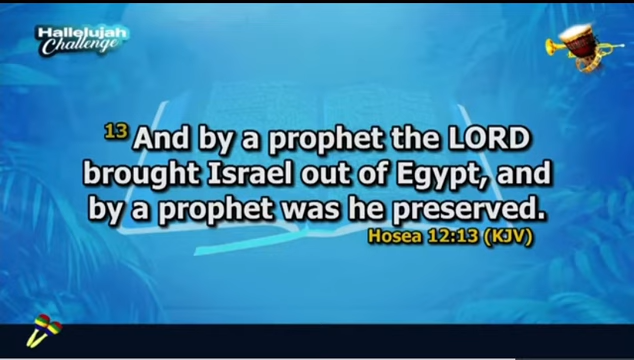 Hallelujah
Challenge
13 And by a prophet the LORD
brought Israel out of Egypt, and
by a prophet was he preserved.
Hosea 12:13 (KJV)